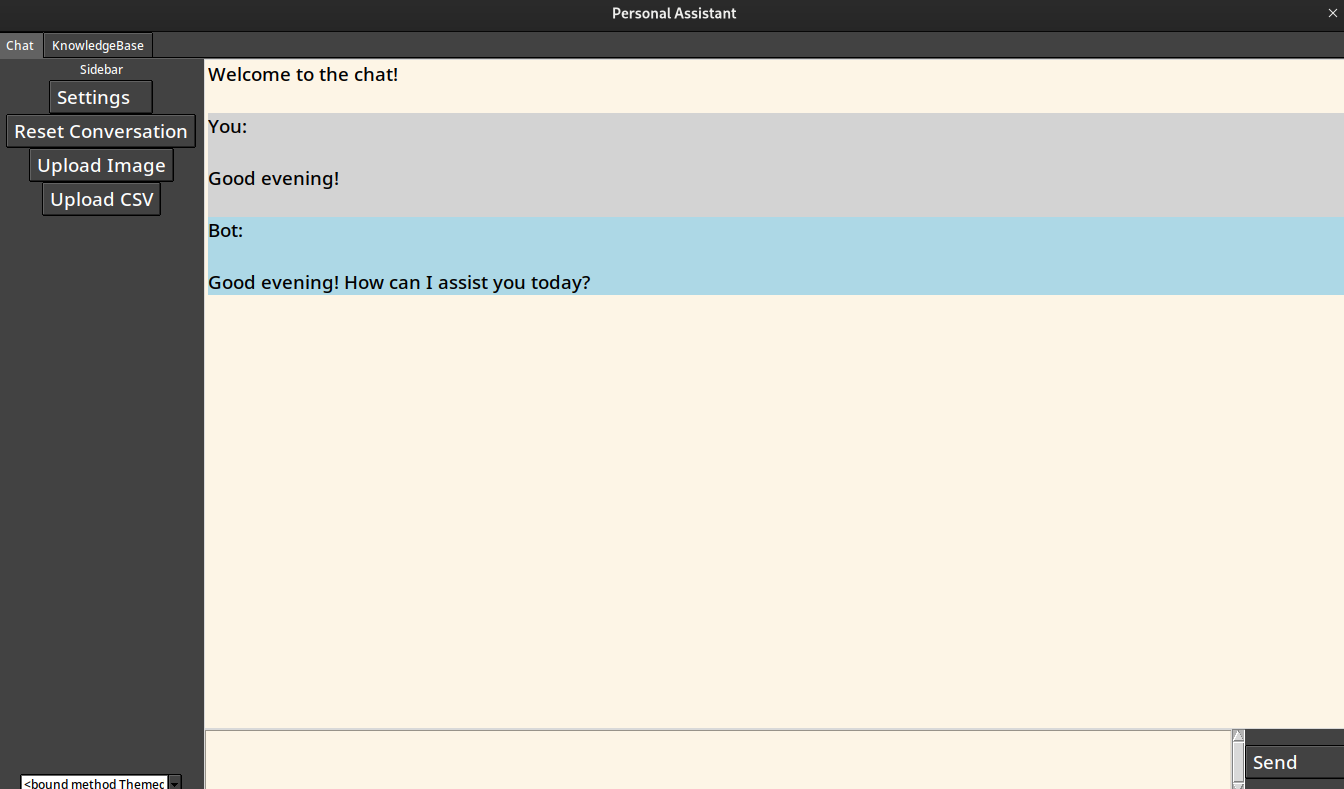 Personal Assistant
Chat
KnowledgeBase
Sidebar
Settings
Reset Conversation
Upload Image
Upload CSV
Welcome to the chat!
You:
Good evening!
Bot:
Good evening! How can I assist you today?
<bound method Themec
Send